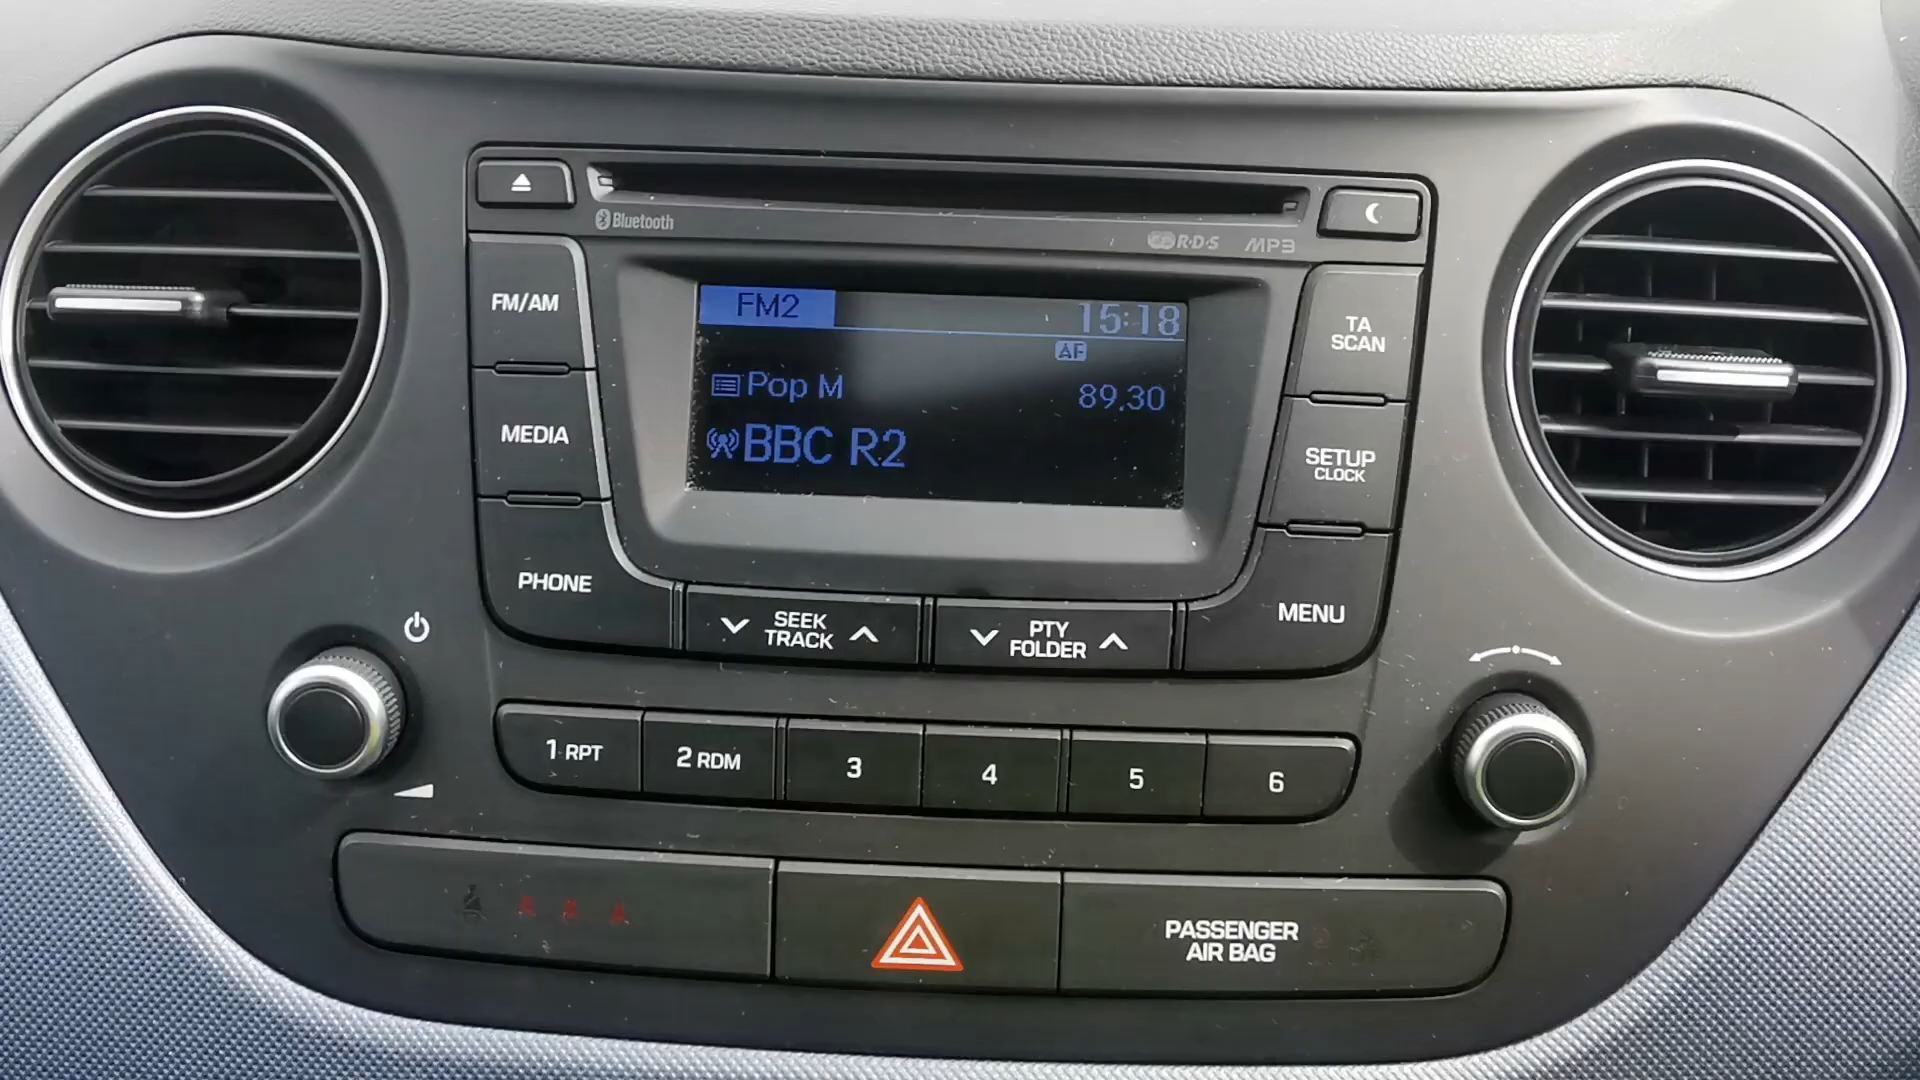 Bluetooth
R·D·S MP3
FM/AM
FM2 15:18
AF
TA
SCAN
Pop M 89.30
MEDIA
BBC R2
SETUP
CLOCK
PHONE
SEEK
TRACK
PTY
FOLDER
MENU
1 RPT 2 RDM 3 4 5 6
PASSENGER
AIR BAG